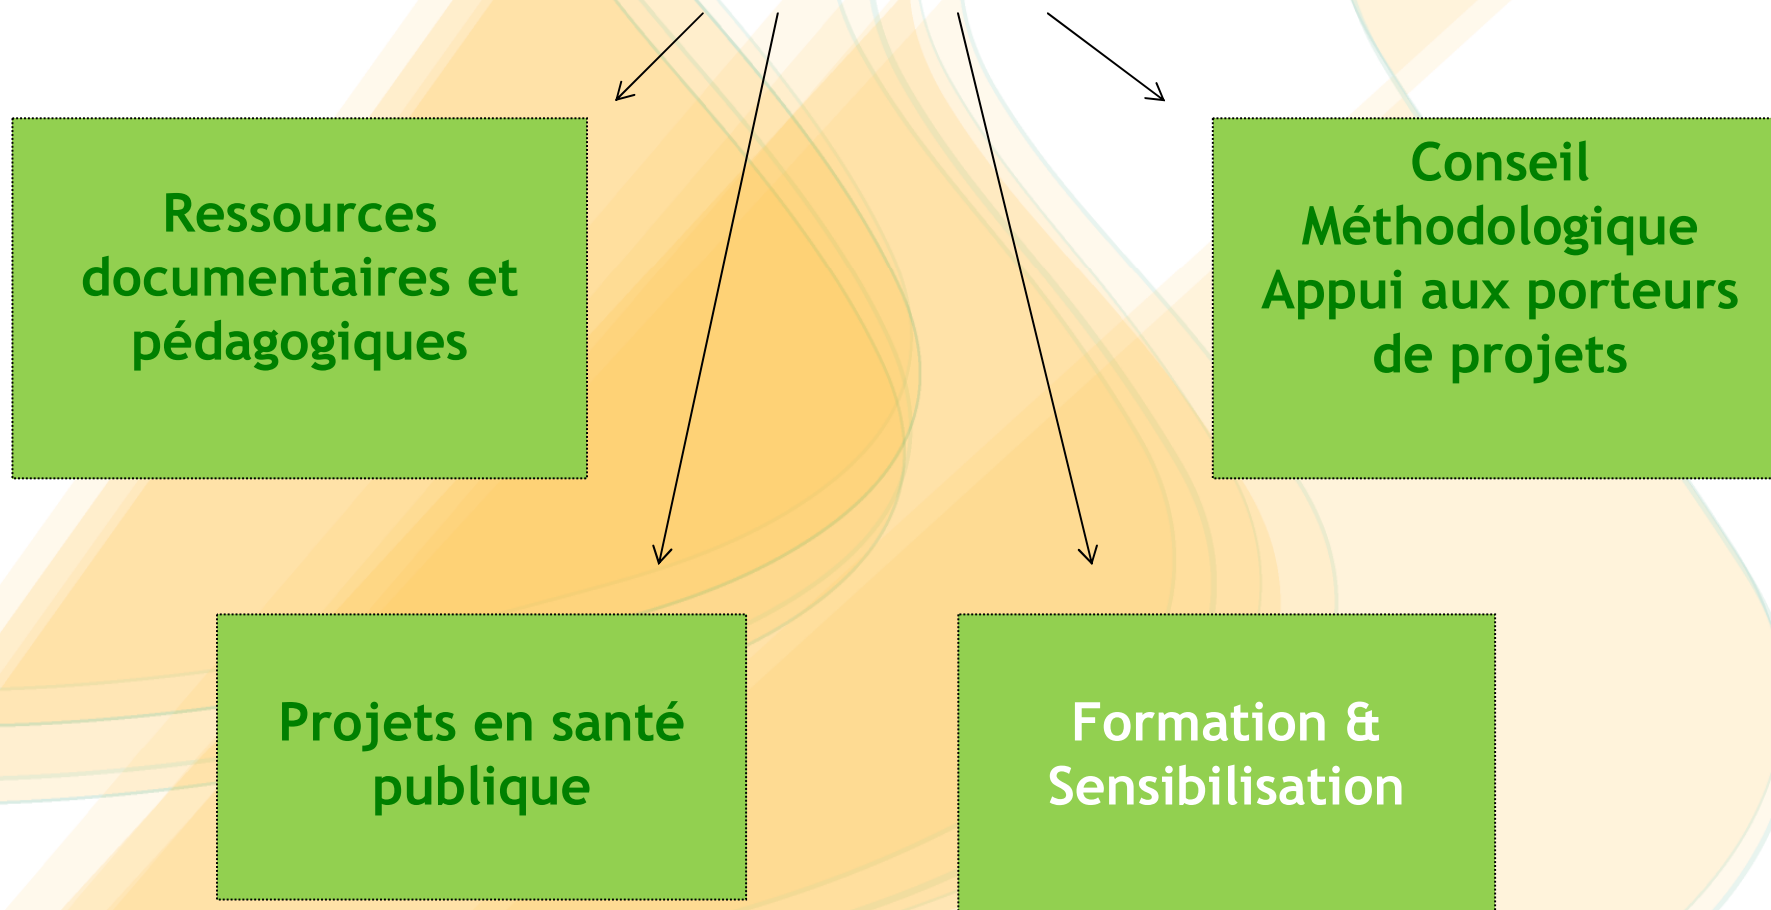 Ressources
documentaires et
pédagogiques
Conseil
Méthodologique
Appui aux porteurs
de projets
Projets en santé
publique
Formation &
Sensibilisation